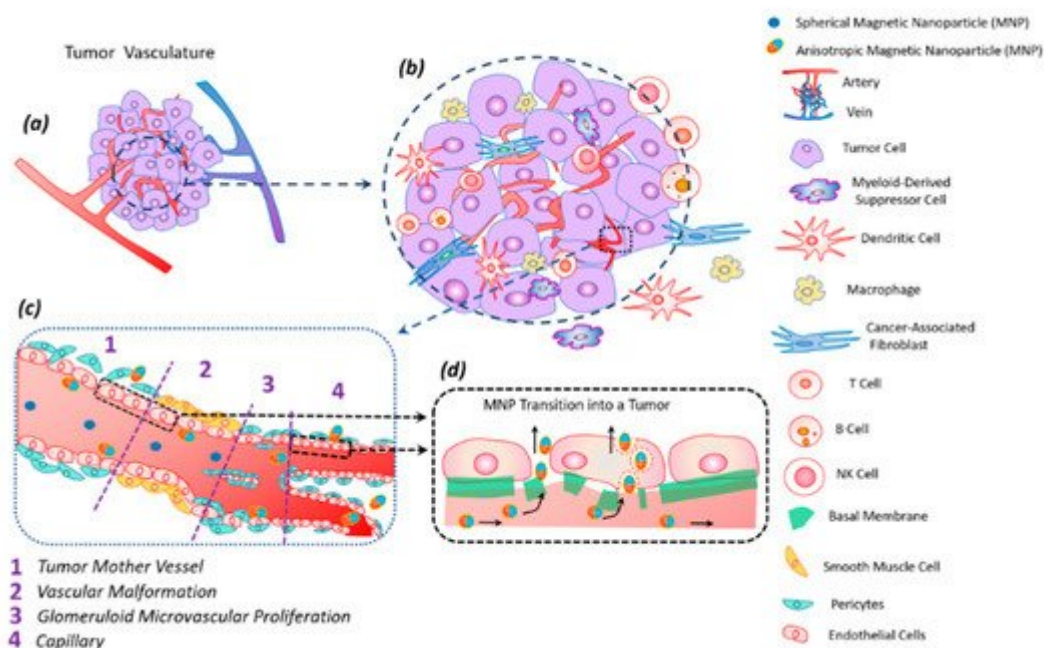 Tumor Vasculature
(a)
(b)
(c)
1
2
3
4
(d)
MNP Transition into a Tumor
1 Tumor Mother Vessel
2 Vascular Malformation
3 Glomeruloid Microvascular Proliferation
4 Capillary
Spherical Magnetic Nanoparticle (MNP)
Anisotropic Magnetic Nanoparticle (MNP)
Artery
Vein
Tumor Cell
Myeloid-Derived
Suppressor Cell
Dendritic Cell
Macrophage
Cancer-Associated
Fibroblast
T Cell
B Cell
NK Cell
Basal Membrane
Smooth Muscle Cell
Pericytes
Endothelial Cells